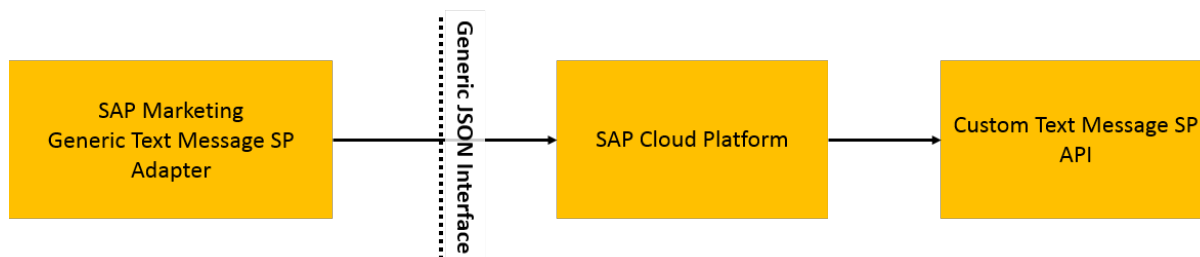 SAP Marketing
Generic Text Message SP
Adapter
Generic JSON Interface
SAP Cloud Platform
Custom Text Message SP
API